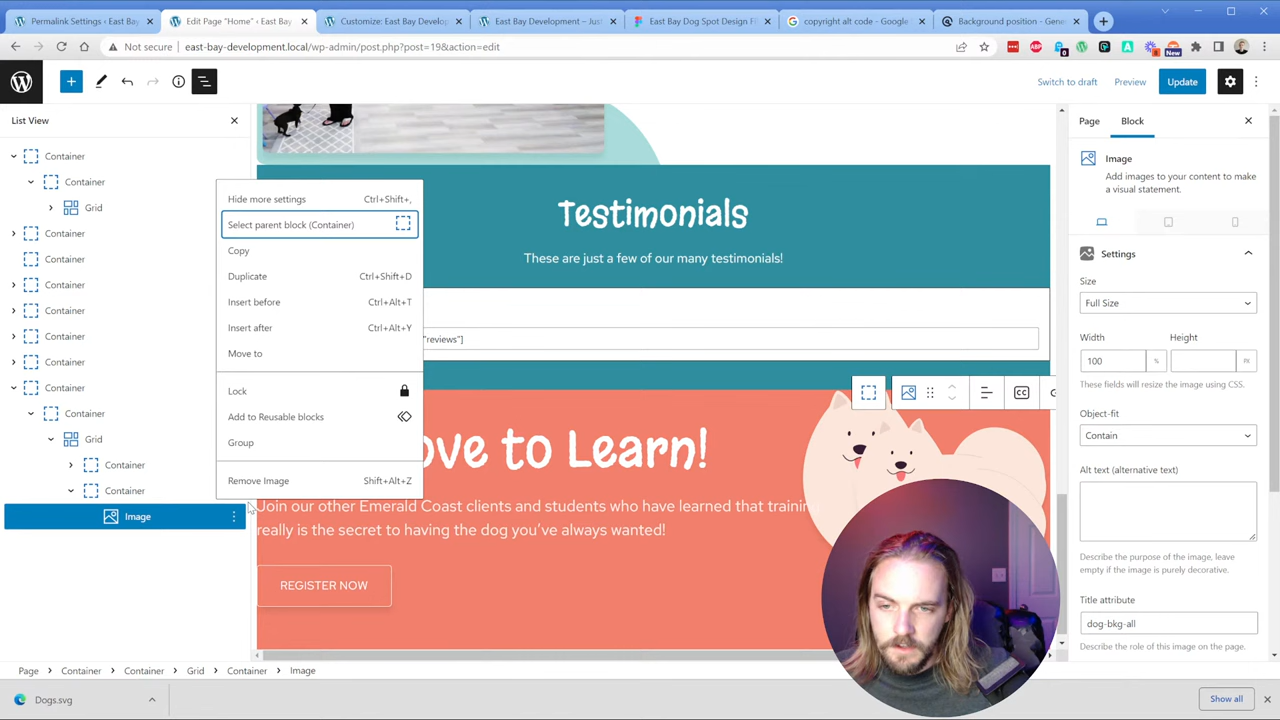 Permalink Settings ‹ East Bay
Edit Page “Home” ‹ East Bay
Customize: East Bay Develop
East Bay Development – Just
East Bay Dog Spot Design F
copyright alt code - Google
Background position - Gene
Not secure
east-bay-development.local/wp-admin/post.php?post=19&action=edit
New
Switch to draft
Preview
Update
List View
Page
Block
Container
Container
Grid
Container
Container
Container
Container
Container
Container
Container
Container
Grid
Container
Container
Image
Hide more settings Ctrl+Shift+,
Select parent block (Container)
Copy
Duplicate Ctrl+Shift+D
Insert before Ctrl+Alt+T
Insert after Ctrl+Alt+Y
Move to
Lock
Add to Reusable blocks
Group
Remove Image Shift+Alt+Z
Testimonials
These are just a few of our many testimonials!
"reviews"]
ove to Learn!
Join our other Emerald Coast clients and students who have learned that training
really is the secret to having the dog you’ve always wanted!
REGISTER NOW
Image
Add images to your content to
make a visual statement.
Settings
Size
Full Size
Width Height
100 %
These fields will resize the image using CSS.
Object-fit
Contain
Alt text (alternative text)
Describe the purpose of the image, leave
empty if the image is purely decorative.
Title attribute
dog-bkg-all
Describe the role of this image on the page.
Page Container Container Grid Container Image
Dogs.svg
Show all